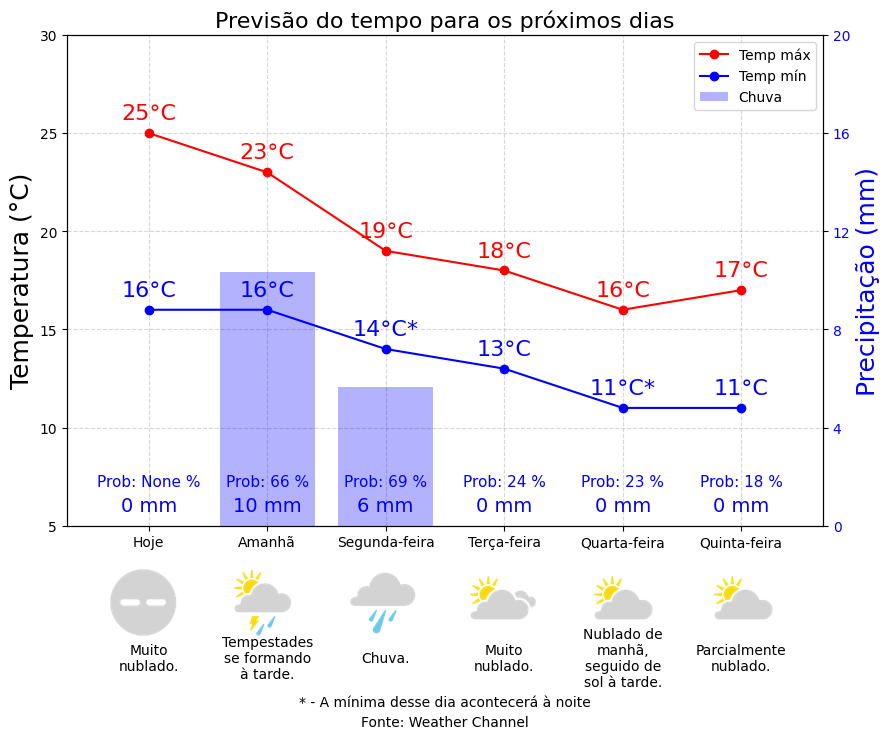 Previsão do tempo para os próximos dias
30
25
20
15
10
5
Temperatura (°C)
20
16
12
8
4
0
Precipitação (mm)
Temp máx
Temp mín
Chuva
25°C
23°C
19°C
18°C
16°C
17°C
16°C
16°C
14°C*
13°C
11°C*
11°C
Prob: None %
0 mm
Prob: 66 %
10 mm
Prob: 69 %
6 mm
Prob: 24 %
0 mm
Prob: 23 %
0 mm
Prob: 18 %
0 mm
Hoje
Amanhã
Segunda-feira
Terça-feira
Quarta-feira
Quinta-feira
Muito
nublado.
Tempestades
se formando
à tarde.
Chuva.
Muito
nublado.
Nublado de
manhã,
seguido de
sol à tarde.
Parcialmente
nublado.
* - A mínima desse dia acontecerá à noite
Fonte: Weather Channel